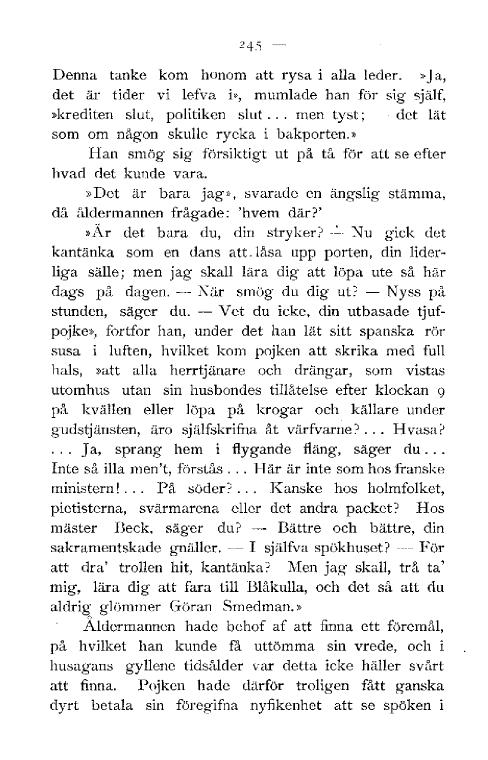 245 —
Denna tanke kom honom att rysa i alla leder. »Ja,
det är tider vi lefva i», mumlade han för sig själf,
»krediten slut, politiken slut... men tyst; det lät
som om någon skulle rycka i bakporten.»
Han smög sig försiktigt ut på tå för att se efter
hvad det kunde vara.
»Det är bara jag», svarade en ängslig stämma,
då åldermannen frågade: 'hvem där?'
»Är det bara du, din stryker? — Nu gick det
kantänka som en dans att låsa upp porten, din lider-
liga sälle; men jag skall lära dig att löpa ute så här
dags på dagen. — När smög du dig ut? — Nyss på
stunden, säger du. — Vet du icke, din utbasade tjuf-
pojke», fortfor han, under det han lät sitt spanska rör
susa i luften, hvilket kom pojken att skrika med full
hals, »att alla herrtjänare och drängar, som vistas
utomhus utan sin husbondes tillåtelse efter klockan 9
på kvällen eller löpa på krogar och källare under
gudstjänsten, äro själfskrifna åt värfvarne?... Hvasa?
... Ja, sprang hem i flygande fläng, säger du...
Inte så illa men't, förstås... Här är inte som hos franske
ministern!... På söder?... Kanske hos holmfolket,
pietisterna, svärmarena eller det andra packet? Hos
mäster Beck, säger du? — Bättre och bättre, din
sakramentskade gnäller. — I själfva spökhuset? — För
att dra' trollen hit, kantänka? Men jag skall, trå ta'
mig, lära dig att fara till Blåkulla, och det så att du
aldrig glömmer Göran Smedman.»
Åldermannen hade behof af att finna ett föremål,
på hvilket han kunde få uttömma sin vrede, och i
husagans gyllene tidsålder var detta icke häller svårt
att finna. Pojken hade därför troligen fått ganska
dyrt betala sin föregifna nyfikenhet att se spöken i